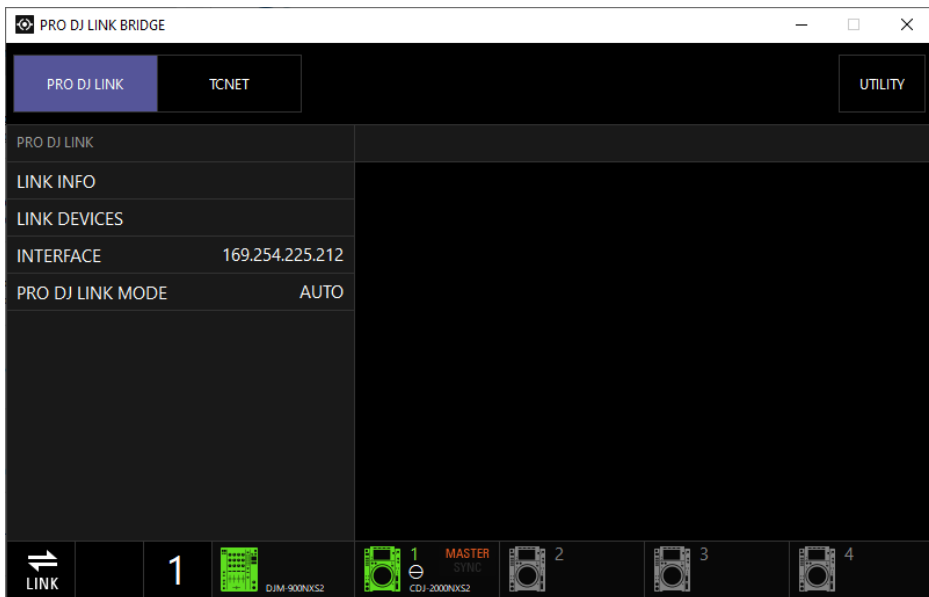 PRO DJ LINK BRIDGE
PRO DJ LINK TCNET UTILITY
PRO DJ LINK
LINK INFO
LINK DEVICES
INTERFACE 169.254.225.212
PRO DJ LINK MODE AUTO
LINK 1 DJM-900NXS2 1 MASTER SYNC CDJ-2000NXS2 2 3 4